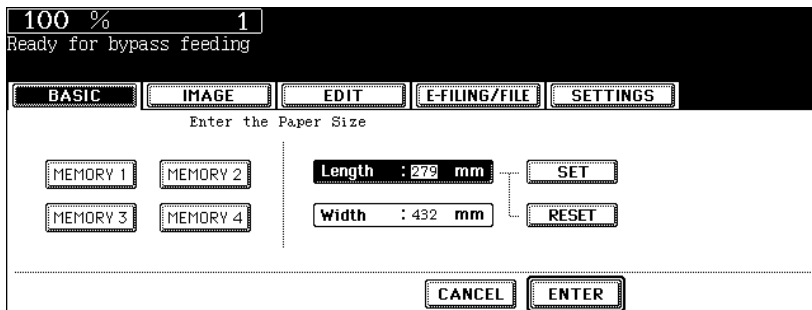 100 % 1
Ready for bypass feeding
BASIC IMAGE EDIT E-FILING/FILE SETTINGS
Enter the Paper Size
MEMORY 1 MEMORY 2 Length : 279 mm SET
MEMORY 3 MEMORY 4 Width : 432 mm RESET
CANCEL ENTER